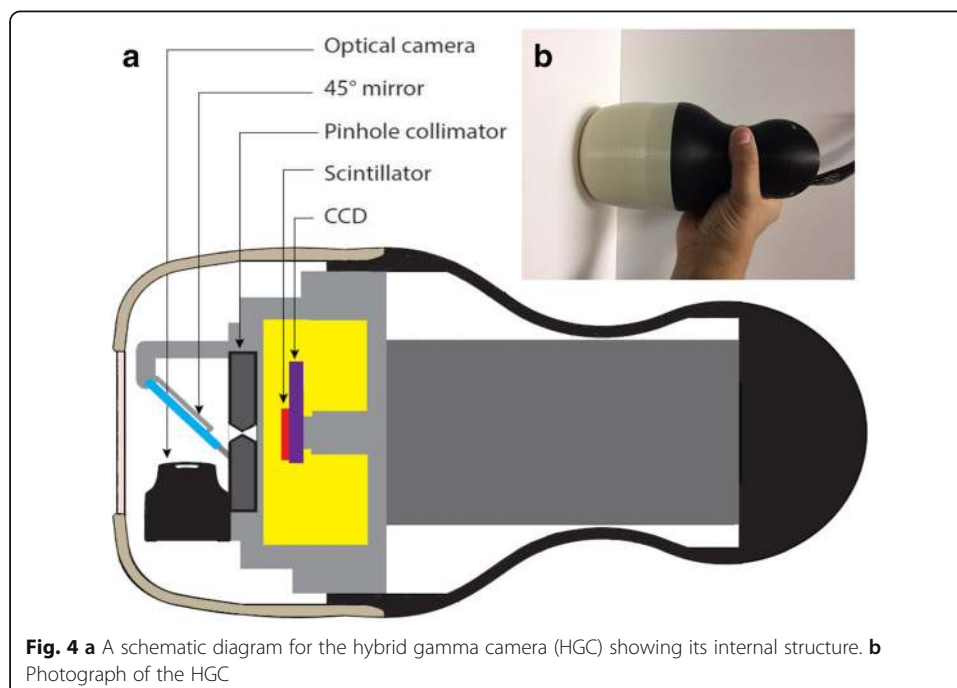 a
Optical camera
45° mirror
Pinhole collimator
Scintillator
CCD
b
Fig. 4 a A schematic diagram for the hybrid gamma camera (HGC) showing its internal structure. b
Photograph of the HGC